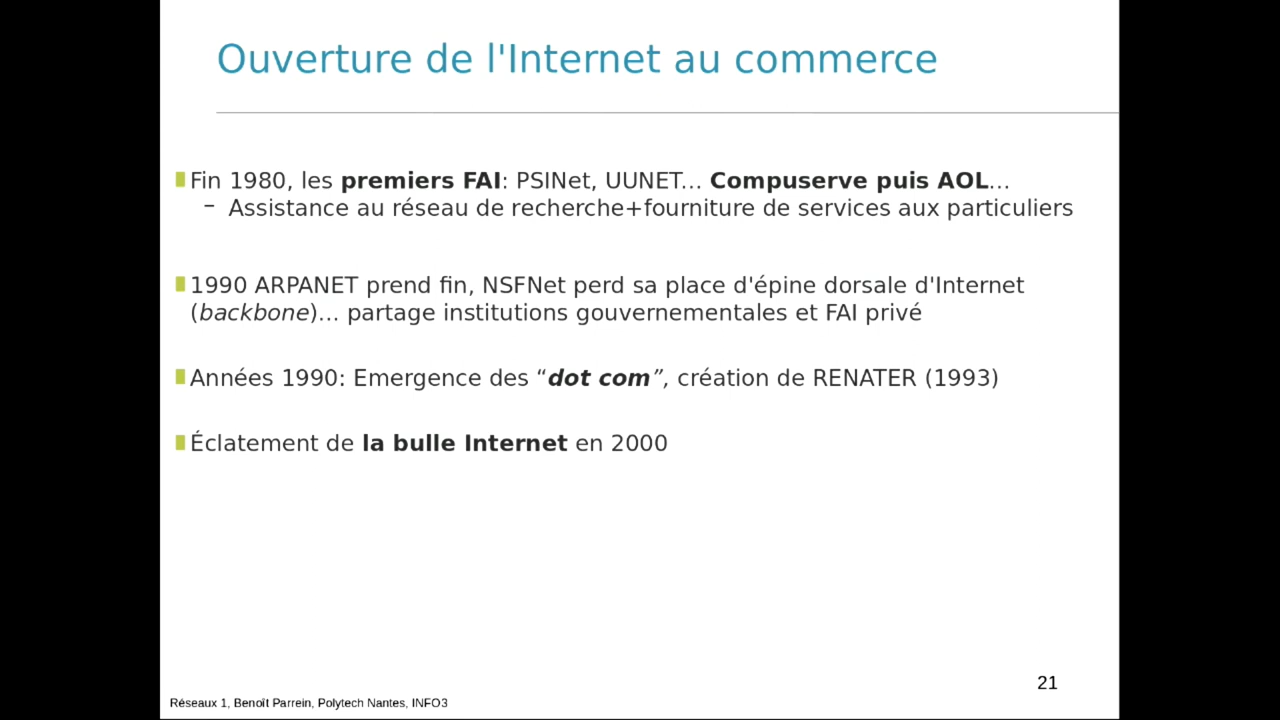 Ouverture de l'Internet au commerce
Fin 1980, les premiers FAI: PSINet, UUNET... Compuserve puis AOL...
– Assistance au réseau de recherche+fourniture de services aux particuliers
1990 ARPANET prend fin, NSFNet perd sa place d'épine dorsale d'Internet
(backbone)... partage institutions gouvernementales et FAI privé
Années 1990: Emergence des “dot com”, création de RENATER (1993)
Éclatement de la bulle Internet en 2000
21
Réseaux 1, Benoît Parrein, Polytech Nantes, INFO3